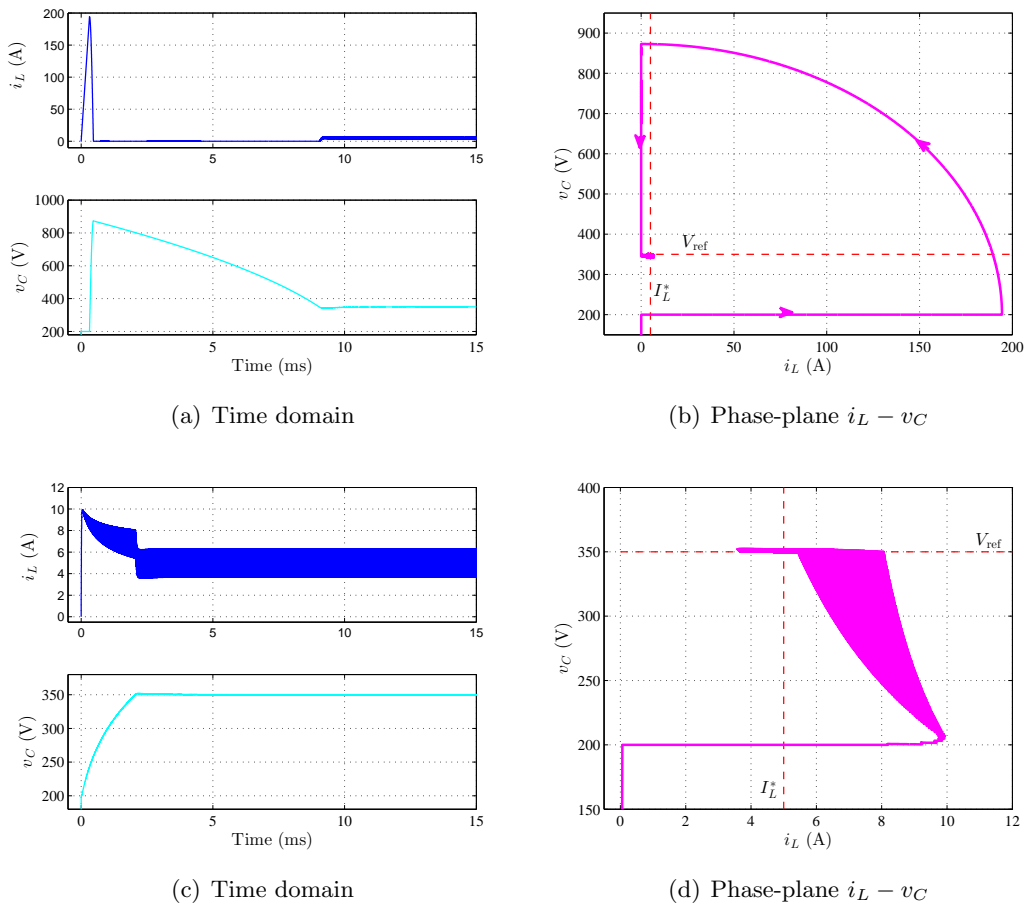 200
150
100
50
0
i_L (A)
0 5 10 15
1000
800
600
400
200
v_C (V)
0 5 10 15
Time (ms)
(a) Time domain
900
800
700
600
500
400
300
200
v_C (V)
V_ref
I_L^*
0 50 100 150 200
i_L (A)
(b) Phase-plane i_L − v_C
12
10
8
6
4
2
0
i_L (A)
0 5 10 15
350
300
250
200
v_C (V)
0 5 10 15
Time (ms)
(c) Time domain
400
350
300
250
200
150
v_C (V)
V_ref
I_L^*
0 2 4 6 8 10 12
i_L (A)
(d) Phase-plane i_L − v_C